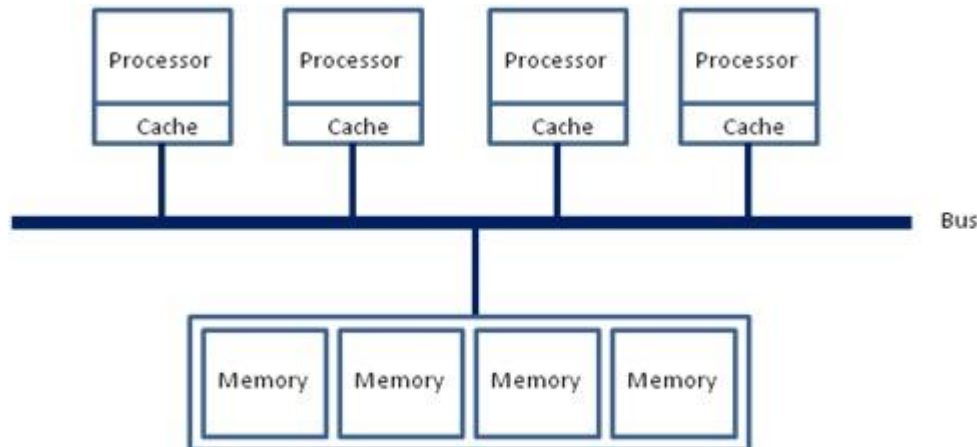 Processor
Processor
Processor
Processor
Cache
Cache
Cache
Cache
Bus
Memory
Memory
Memory
Memory